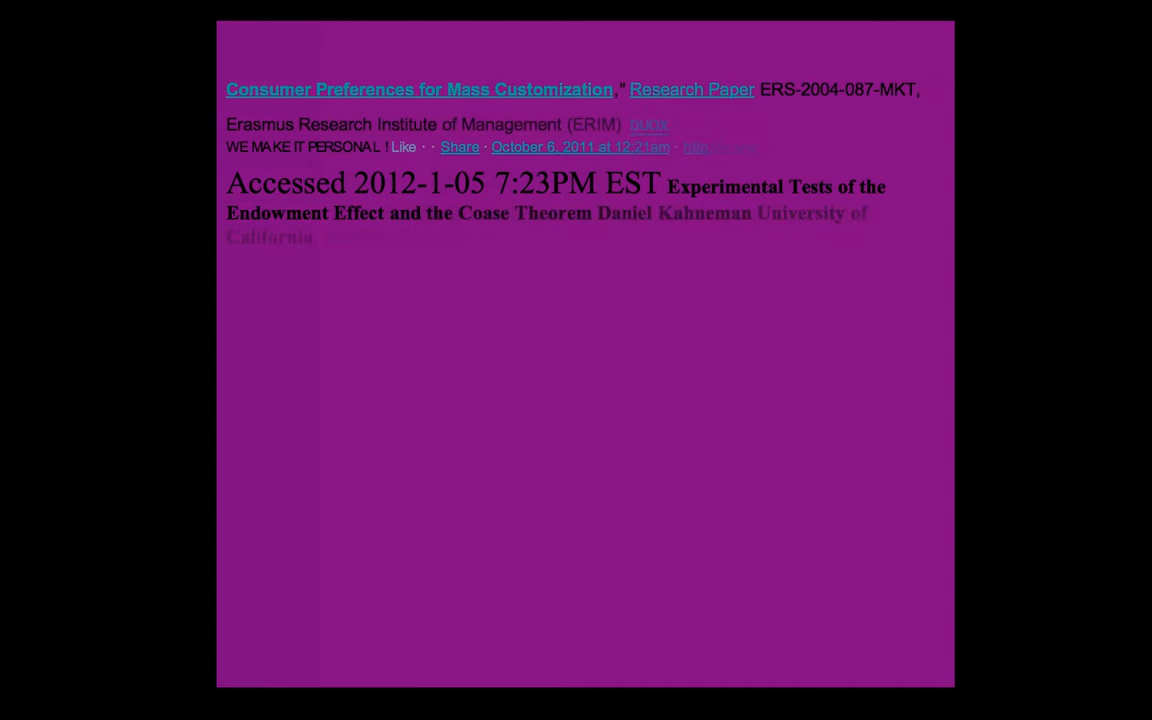 Consumer Preferences for Mass Customization," Research Paper ERS-2004-087-MKT,
Erasmus Research Institute of Management (ERIM)
WE MAKE IT PERSONAL ! Like · · Share · October 6, 2011 at 12:21am ·
Accessed 2012-1-05 7:23PM EST Experimental Tests of the
Endowment Effect and the Coase Theorem Daniel Kahneman University of
California,